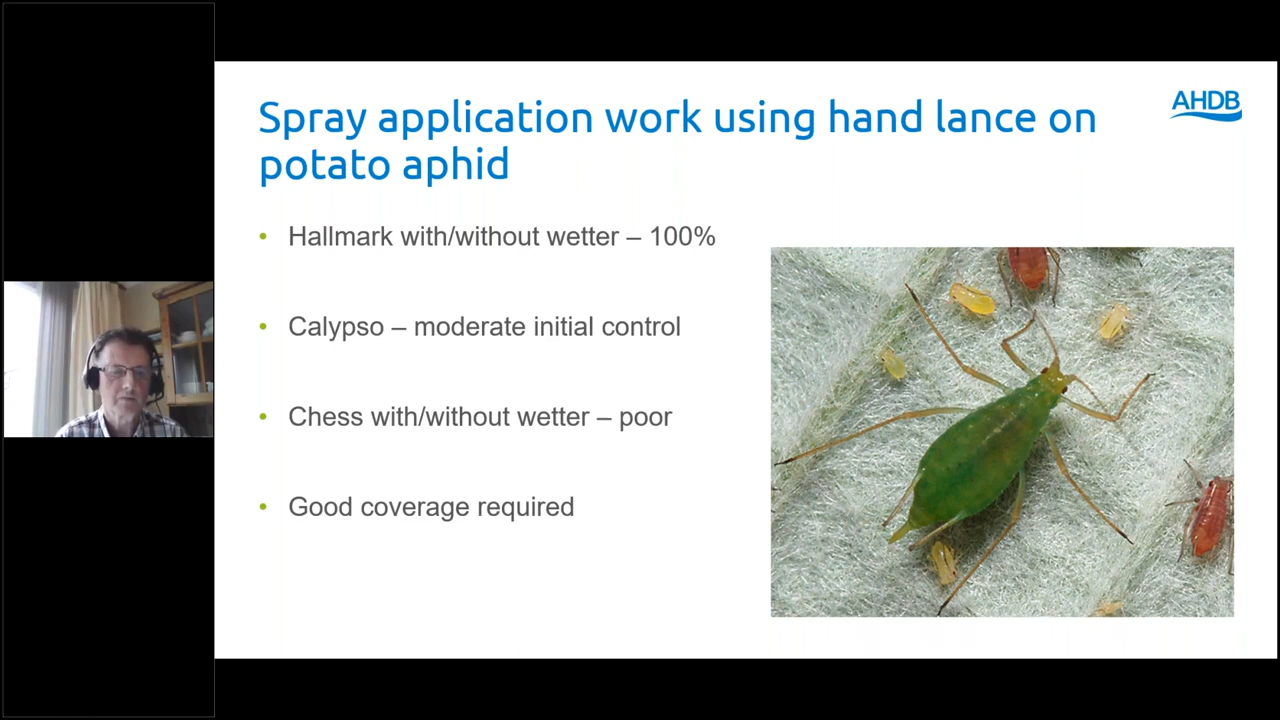 Spray application work using hand lance on
potato aphid
AHDB
• Hallmark with/without wetter – 100%
• Calypso – moderate initial control
• Chess with/without wetter – poor
• Good coverage required